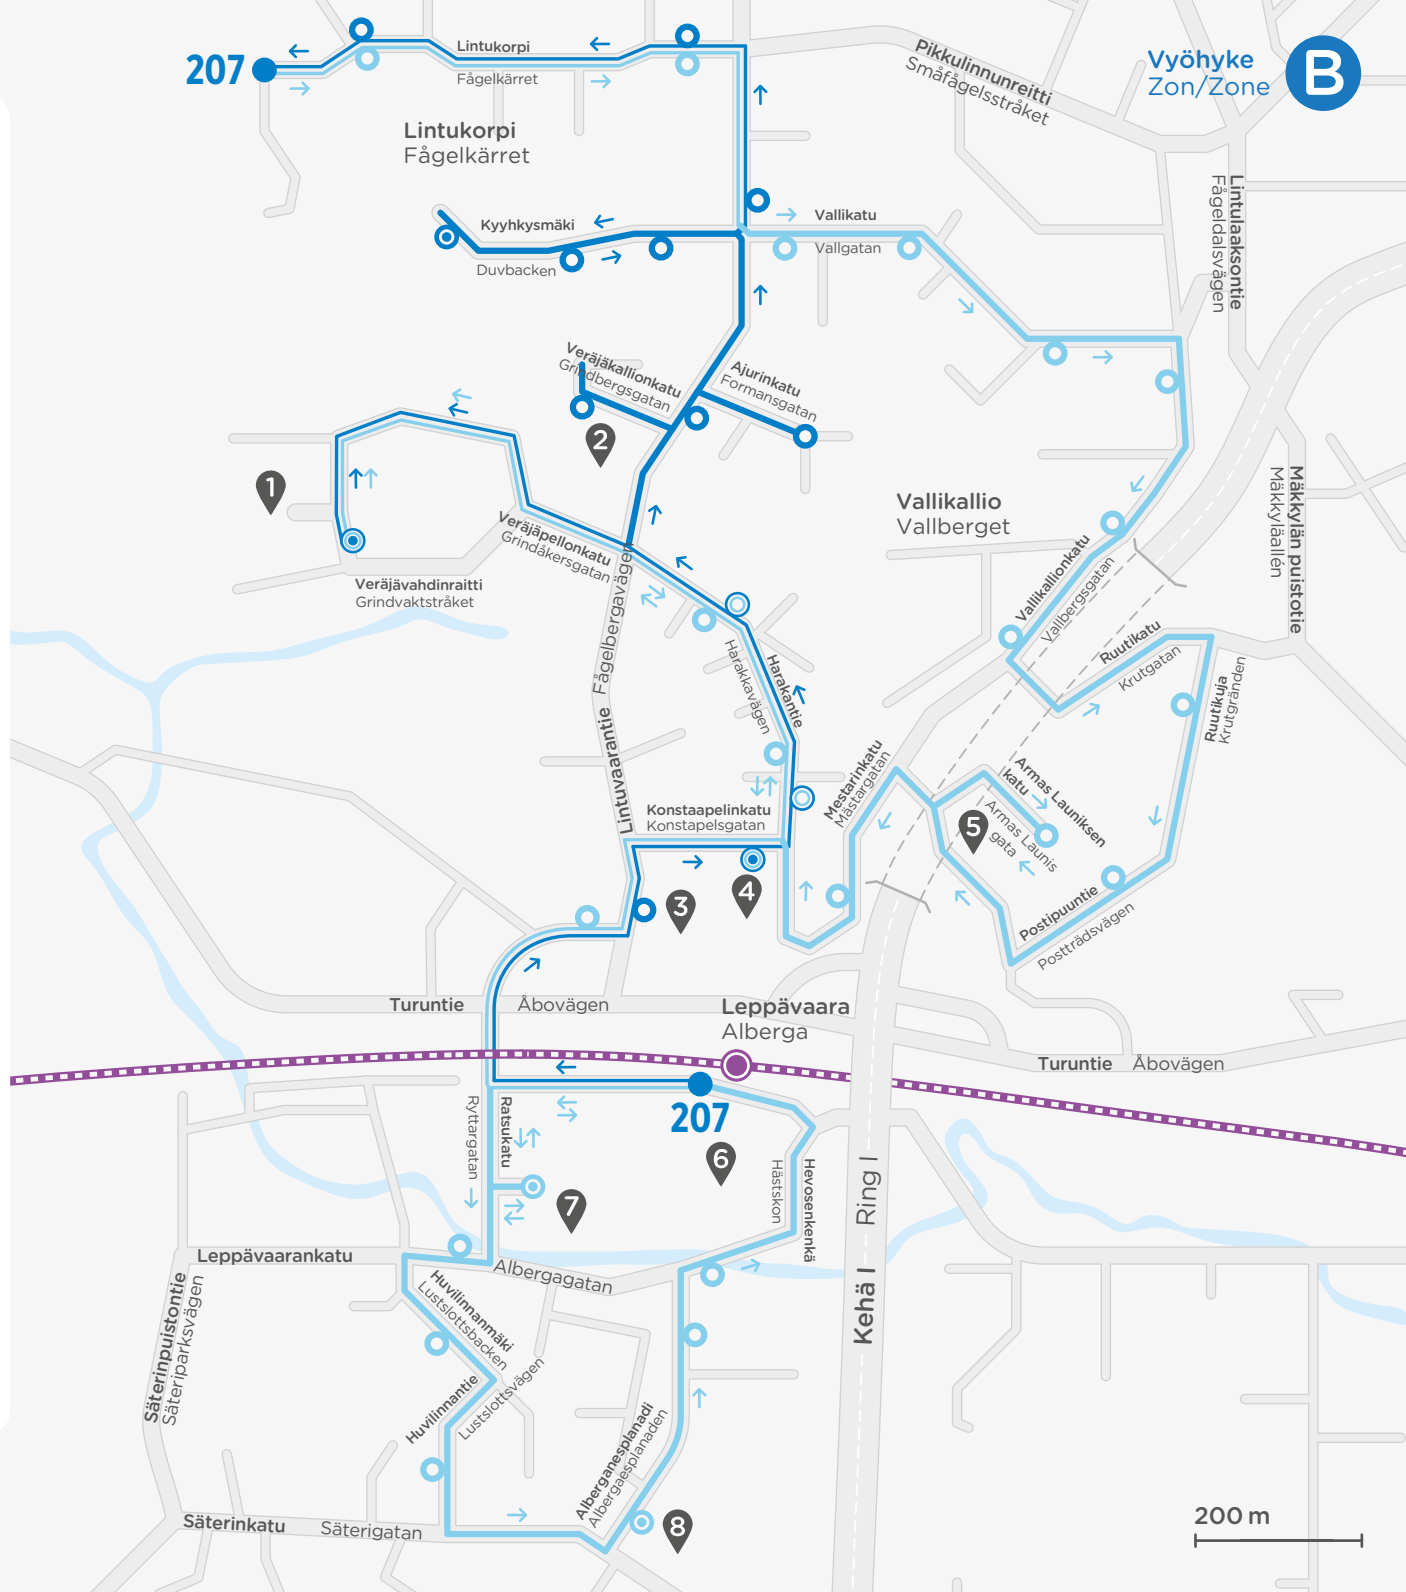 207
Lintukorpi
Fågelkärret
Pikkulinnunreitti
Småfågelsstråket
Vyöhyke
Zon/Zone
B
Lintukorpi
Fågelkärret
Lintulaaksontie
Fågeldalsvägen
Kyyhkysmäki
Duvbacken
Vallikatu
Vallgatan
Veräjäkallionkatu
Grindbergsgatan
Ajurinkatu
Formansgatan
2
1
Vallikallio
Vallberget
Mäkkylän puistotie
Mäkkyläallén
Veräjäpellonkatu
Grindåkersgatan
Veräjävahdinraitti
Grindvaktstråket
Vallikallionkatu
Vallbergsgatan
Ruutikatu
Krutgatan
Ruutikuja
Krutgränden
Lintuvaarantie Fågelbergavägen
Harakantie
Harakkavägen
Mestarinkatu
Mästargatan
Armas Launiksen
katu
Armas Launis
gata
5
Konstaapelinkatu
Konstapelsgatan
3
4
Postipuuntie
Postträdsvägen
Turuntie Åbovägen
Leppävaara
Alberga
Turuntie Åbovägen
207
Ratsukatu
Ryttargatan
6
7
Hevosenkenkä
Hästskon
Kehä I Ring I
Leppävaarankatu
Albergagatan
Säterinpuistontie
Säteriparksvägen
Huvilinnanmäki
Lustslottsbacken
Huvilinnantie
Lustslottsvägen
Alberganesplanadi
Albergaesplanaden
Säterinkatu Säterigatan
8
200 m